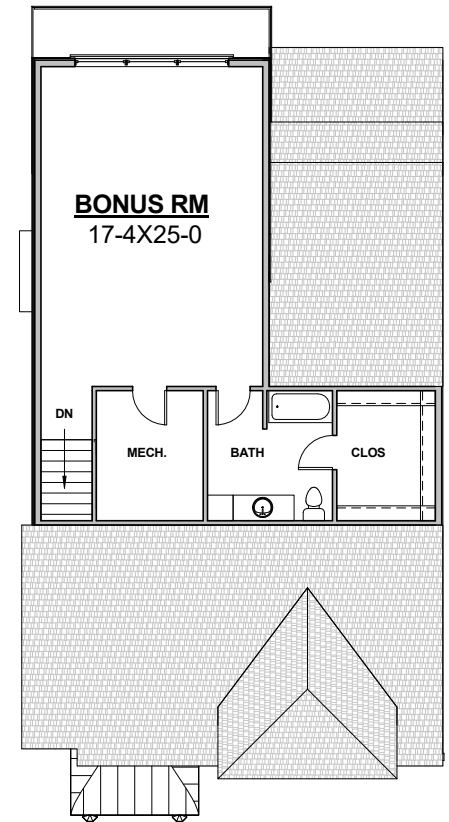 BONUS RM
17-4X25-0
DN
MECH.
BATH
CLOS